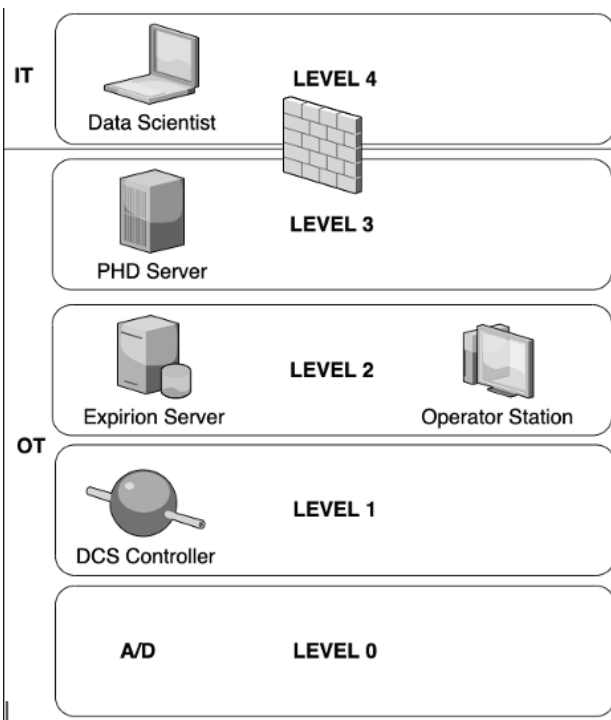 IT
LEVEL 4
Data Scientist
LEVEL 3
PHD Server
LEVEL 2
Expirion Server
Operator Station
OT
LEVEL 1
DCS Controller
A/D
LEVEL 0